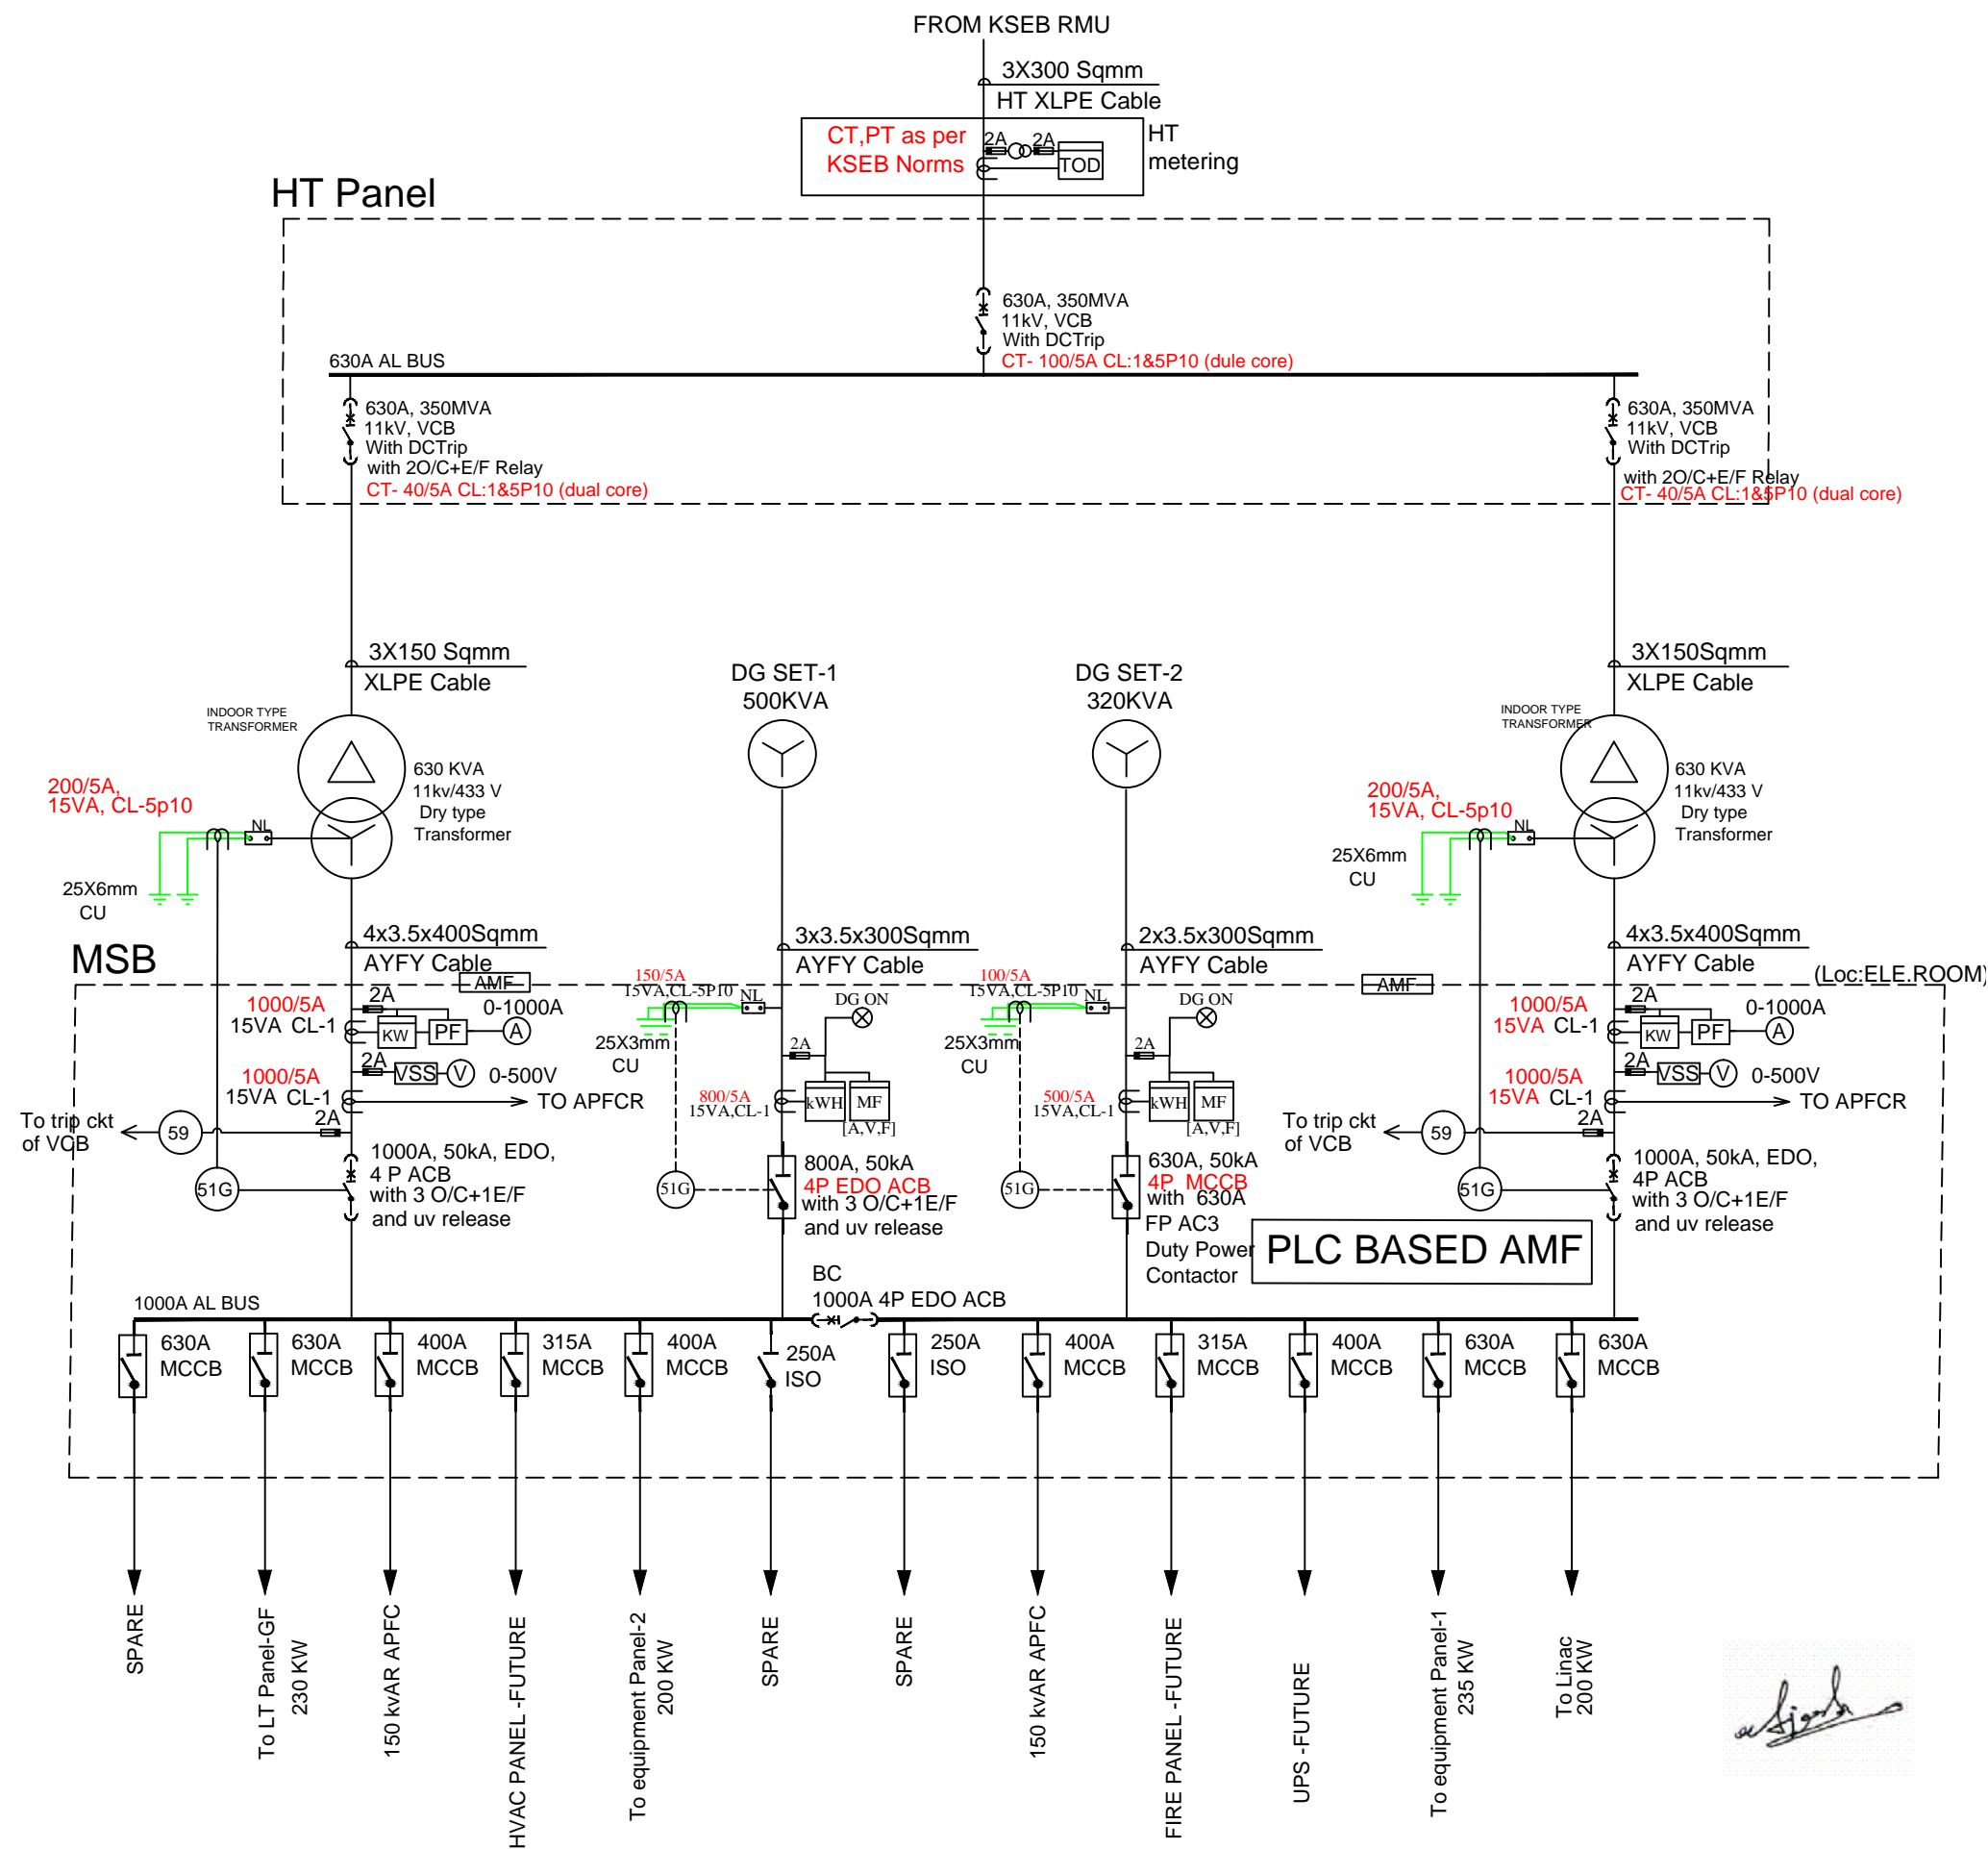 FROM KSEB RMU
3X300 Sqmm
HT XLPE Cable
CT,PT as per
KSEB Norms
2A
2A
TOD
HT
metering
HT Panel
630A, 350MVA
11kV, VCB
With DCTrip
CT- 100/5A CL:1&5P10 (dule core)
630A AL BUS
630A, 350MVA
11kV, VCB
With DCTrip
with 2O/C+E/F Relay
CT- 40/5A CL:1&5P10 (dual core)
630A, 350MVA
11kV, VCB
With DCTrip
with 2O/C+E/F Relay
CT- 40/5A CL:1&5P10 (dual core)
3X150 Sqmm
XLPE Cable
3X150Sqmm
XLPE Cable
DG SET-1
500KVA
DG SET-2
320KVA
INDOOR TYPE
TRANSFORMER
630 KVA
11kv/433 V
Dry type
Transformer
200/5A,
15VA, CL-5p10
NL
25X6mm
CU
INDOOR TYPE
TRANSFORMER
630 KVA
11kv/433 V
Dry type
Transformer
200/5A,
15VA, CL-5p10
NL
25X6mm
CU
4x3.5x400Sqmm
AYFY Cable
3x3.5x300Sqmm
AYFY Cable
2x3.5x300Sqmm
AYFY Cable
4x3.5x400Sqmm
AYFY Cable
MSB
(Loc:ELE.ROOM)
AMF
AMF
1000/5A
15VA CL-1
2A
KW
PF
A
0-1000A
2A
VSS
V
0-500V
1000/5A
15VA CL-1
TO APFCR
2A
To trip ckt
of VCB
59
51G
1000A, 50kA, EDO,
4 P ACB
with 3 O/C+1E/F
and uv release
150/5A
15VA,CL-5P10
NL
25X3mm
CU
DG ON
2A
800/5A
15VA,CL-1
kWH
MF
[A,V,F]
51G
800A, 50kA
4P EDO ACB
with 3 O/C+1E/F
and uv release
100/5A
15VA,CL-5P10
NL
25X3mm
CU
DG ON
2A
500/5A
15VA,CL-1
kWH
MF
[A,V,F]
51G
630A, 50kA
4P MCCB
with 630A
FP AC3
Duty Power
Contactor
1000/5A
15VA CL-1
2A
KW
PF
A
0-1000A
2A
VSS
V
0-500V
1000/5A
15VA CL-1
TO APFCR
2A
To trip ckt
of VCB
59
51G
1000A, 50kA, EDO,
4P ACB
with 3 O/C+1E/F
and uv release
PLC BASED AMF
BC
1000A 4P EDO ACB
1000A AL BUS
630A
MCCB
630A
MCCB
400A
MCCB
315A
MCCB
400A
MCCB
250A
ISO
250A
ISO
400A
MCCB
315A
MCCB
400A
MCCB
630A
MCCB
630A
MCCB
SPARE
To LT Panel-GF
230 KW
150 kvAR APFC
HVAC PANEL -FUTURE
To equipment Panel-2
200 KW
SPARE
SPARE
150 kvAR APFC
FIRE PANEL -FUTURE
UPS -FUTURE
To equipment Panel-1
235 KW
To Linac
200 KW